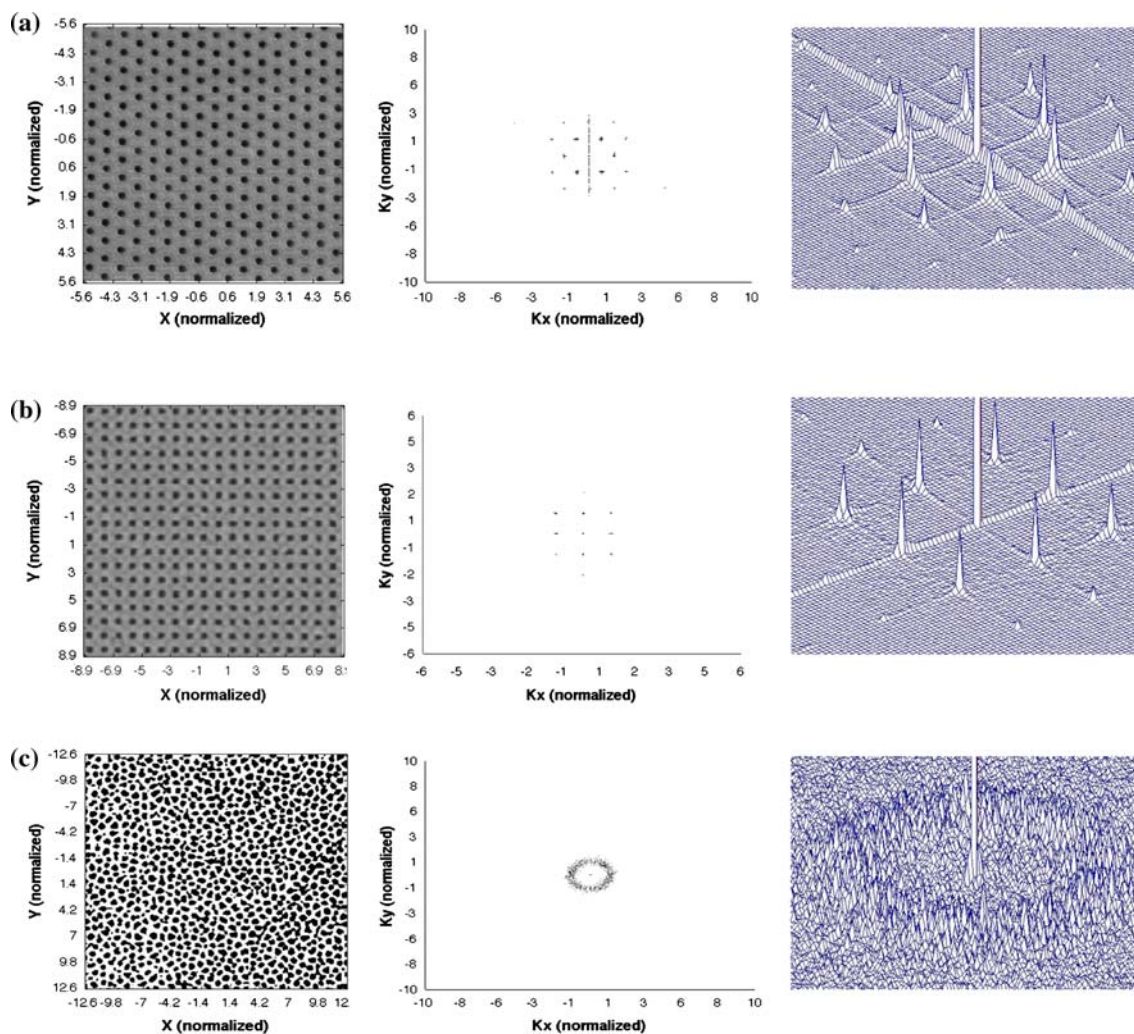 (a)
-5.6
-4.3
-3.1
-1.9
-0.6
0.6
1.9
3.1
4.3
5.6
Y (normalized)
-5.6 -4.3 -3.1 -1.9 -0.6 0.6 1.9 3.1 4.3 5.6
X (normalized)
10
8
6
3
1
-1
-3
-6
-8
-10
Ky (normalized)
-10 -8 -6 -3 -1 1 3 6 8 10
Kx (normalized)
(b)
-8.9
-6.9
-5
-3
-1
1
3
5
6.9
8.9
Y (normalized)
-8.9 -6.9 -5 -3 -1 1 3 5 6.9 8.9
X (normalized)
6
5
3
2
1
-1
-2
-3
-5
-6
Ky (normalized)
-6 -5 -3 -2 -1 1 2 3 5 6
Kx (normalized)
(c)
-12.6
-9.8
-7
-4.2
-1.4
1.4
4.2
7
9.8
12.6
Y (normalized)
-12.6 -9.8 -7 -4.2 -1.4 1.4 4.2 7 9.8 12
X (normalized)
10
8
6
3
1
-1
-3
-6
-8
-10
Ky (normalized)
-10 -8 -6 -3 -1 1 3 6 8 10
Kx (normalized)